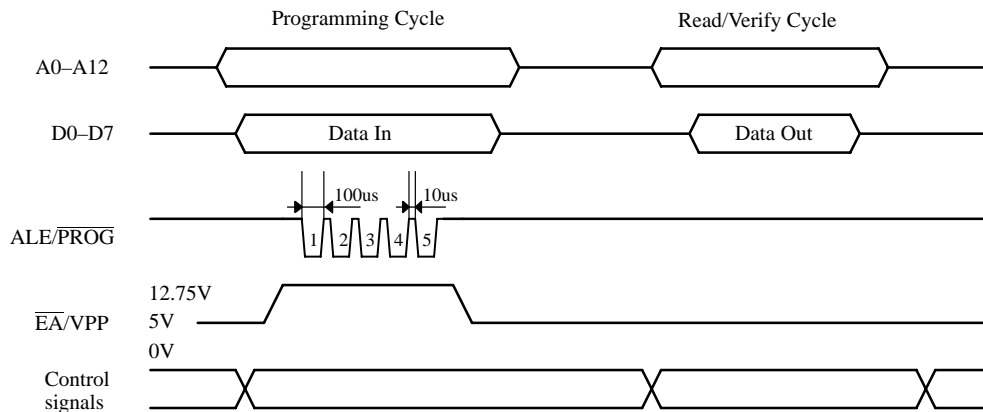 Programming Cycle Read/Verify Cycle
A0–A12
D0–D7 Data In Data Out
100us 10us
ALE/PROG 1 2 3 4 5
12.75V
EA/VPP 5V
0V
Control
signals